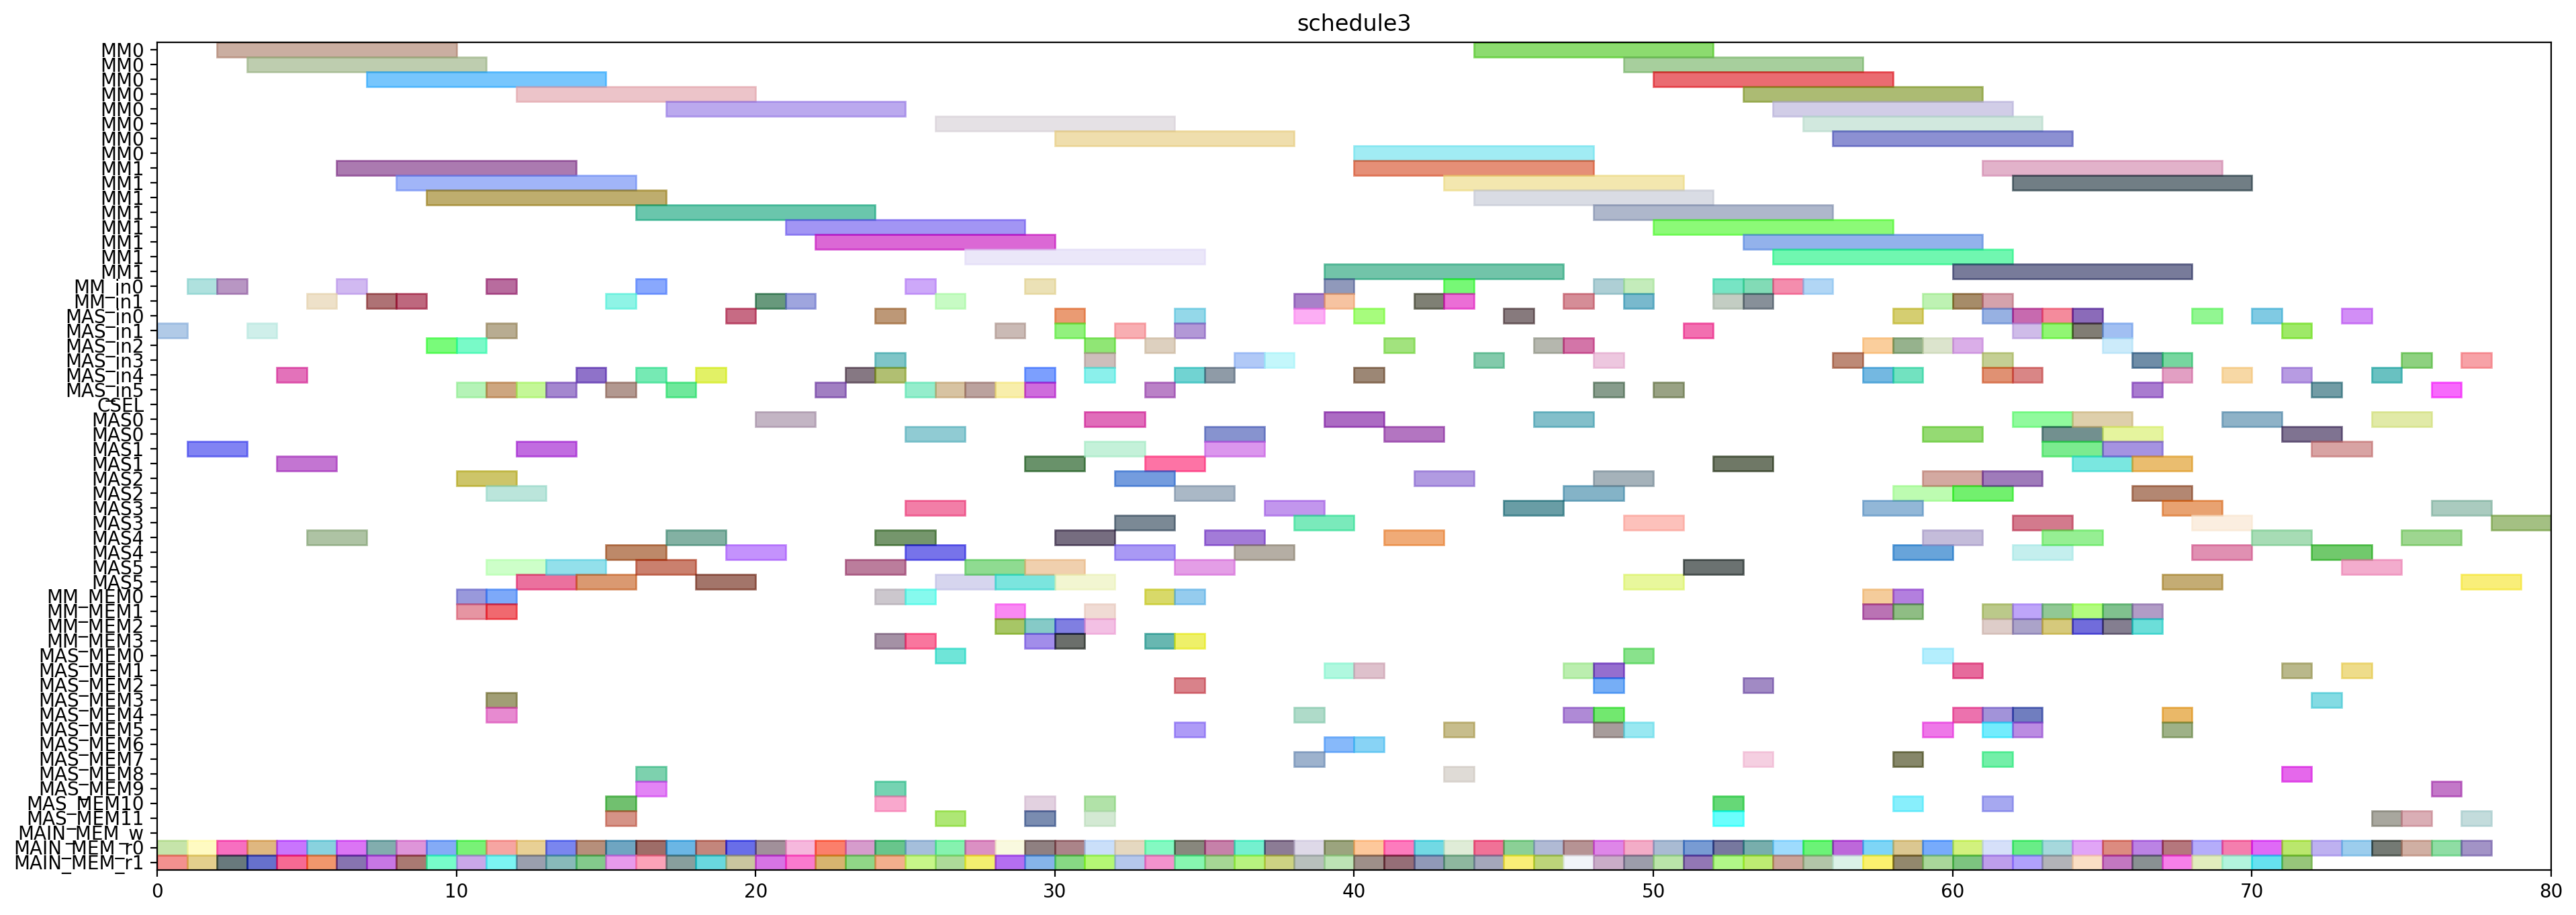 schedule3
MM0
MM0
MM0
MM0
MM0
MM0
MM0
MM0
MM1
MM1
MM1
MM1
MM1
MM1
MM1
MM1
MM_in0
MM_in1
MAS_in0
MAS_in1
MAS_in2
MAS_in3
MAS_in4
MAS_in5
CSEL
MAS0
MAS0
MAS1
MAS1
MAS2
MAS2
MAS3
MAS3
MAS4
MAS4
MAS5
MAS5
MM_MEM0
MM_MEM1
MM_MEM2
MM_MEM3
MAS_MEM0
MAS_MEM1
MAS_MEM2
MAS_MEM3
MAS_MEM4
MAS_MEM5
MAS_MEM6
MAS_MEM7
MAS_MEM8
MAS_MEM9
MAS_MEM10
MAS_MEM11
MAIN_MEM_w
MAIN_MEM_r0
MAIN_MEM_r1
0 10 20 30 40 50 60 70 80